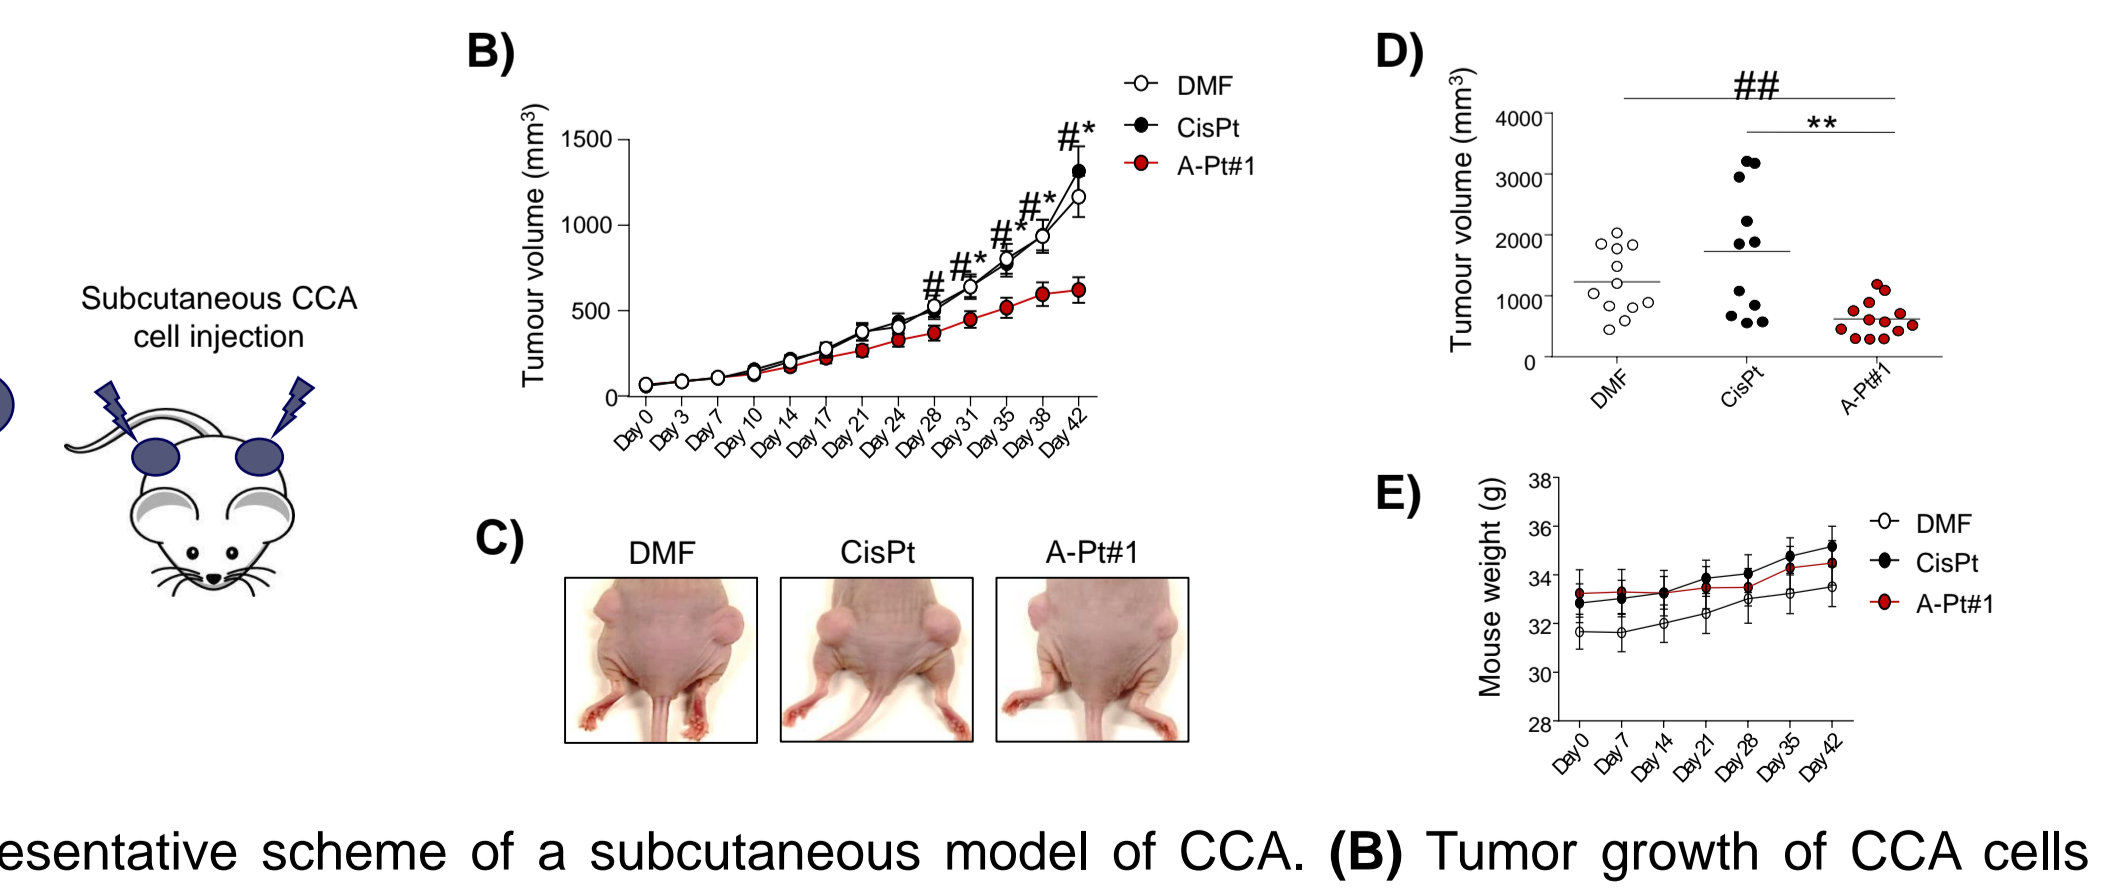 Subcutaneous CCA
cell injection
B)
Tumour volume (mm³)
1500
1000
500
0
#
#*
#*
#*
#*
Day 0
Day 3
Day 7
Day 10
Day 14
Day 17
Day 21
Day 24
Day 28
Day 31
Day 35
Day 38
Day 42
DMF
CisPt
A-Pt#1
C)
DMF
CisPt
A-Pt#1
D)
Tumour volume (mm³)
4000
3000
2000
1000
0
##
**
DMF
CisPt
A-Pt#1
E)
Mouse weight (g)
38
36
34
32
30
28
Day 0
Day 7
Day 14
Day 21
Day 28
Day 35
Day 42
DMF
CisPt
A-Pt#1
esentative scheme of a subcutaneous model of CCA. (B) Tumor growth of CCA cells